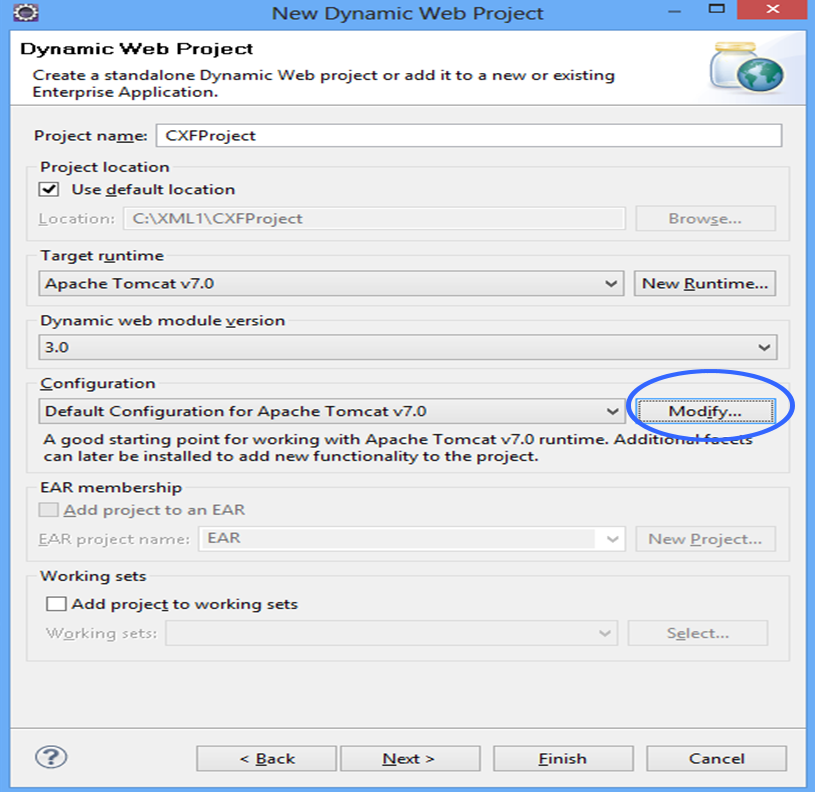 New Dynamic Web Project
Dynamic Web Project
Create a standalone Dynamic Web project or add it to a new or existing
Enterprise Application.
Project name: CXFProject
Project location
Use default location
Location: C:\XML1\CXFProject Browse...
Target runtime
Apache Tomcat v7.0 New Runtime...
Dynamic web module version
3.0
Configuration
Default Configuration for Apache Tomcat v7.0 Modify...
A good starting point for working with Apache Tomcat v7.0 runtime. Additional facets
can later be installed to add new functionality to the project.
EAR membership
Add project to an EAR
EAR project name: EAR New Project...
Working sets
Add project to working sets
Working sets: Select...
? < Back Next > Finish Cancel